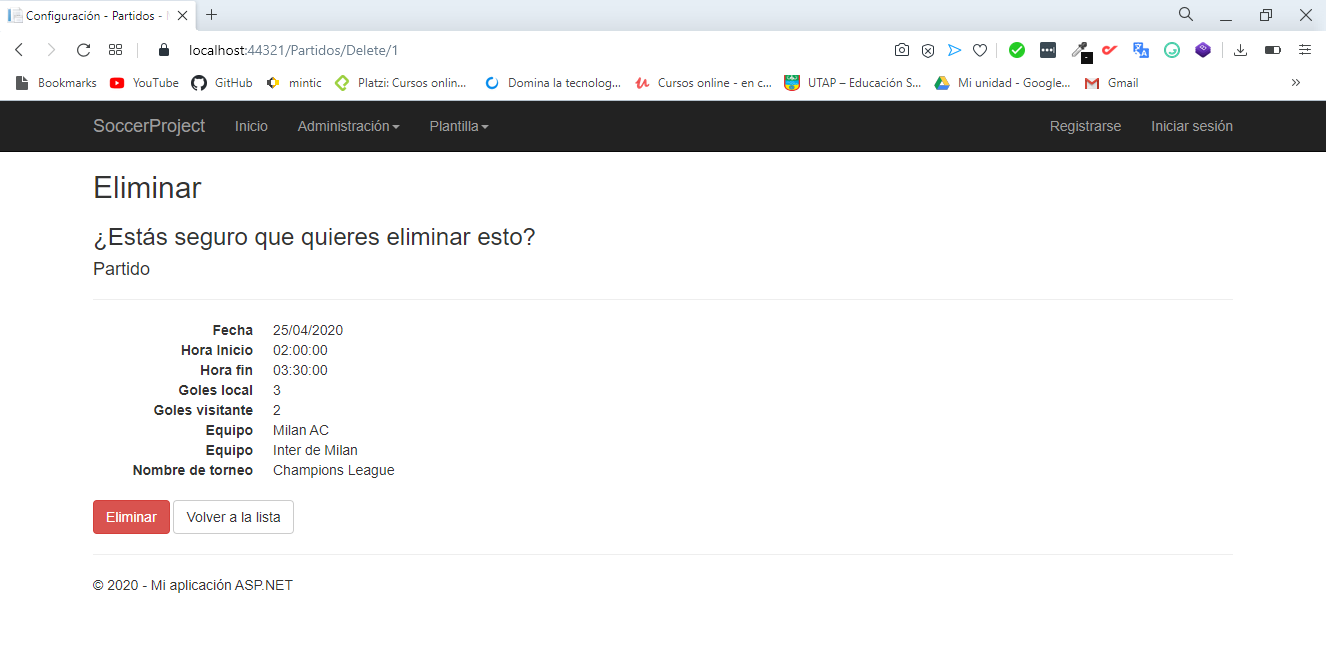 Configuración - Partidos -
localhost:44321/Partidos/Delete/1
Bookmarks YouTube GitHub mintic Platzi: Cursos onlin... Domina la tecnolog... Cursos online - en c... UTAP – Educación S... Mi unidad - Google... Gmail »
SoccerProject Inicio Administración Plantilla Registrarse Iniciar sesión
Eliminar
¿Estás seguro que quieres eliminar esto?
Partido
Fecha 25/04/2020
Hora Inicio 02:00:00
Hora fin 03:30:00
Goles local 3
Goles visitante 2
Equipo Milan AC
Equipo Inter de Milan
Nombre de torneo Champions League
Eliminar Volver a la lista
© 2020 - Mi aplicación ASP.NET